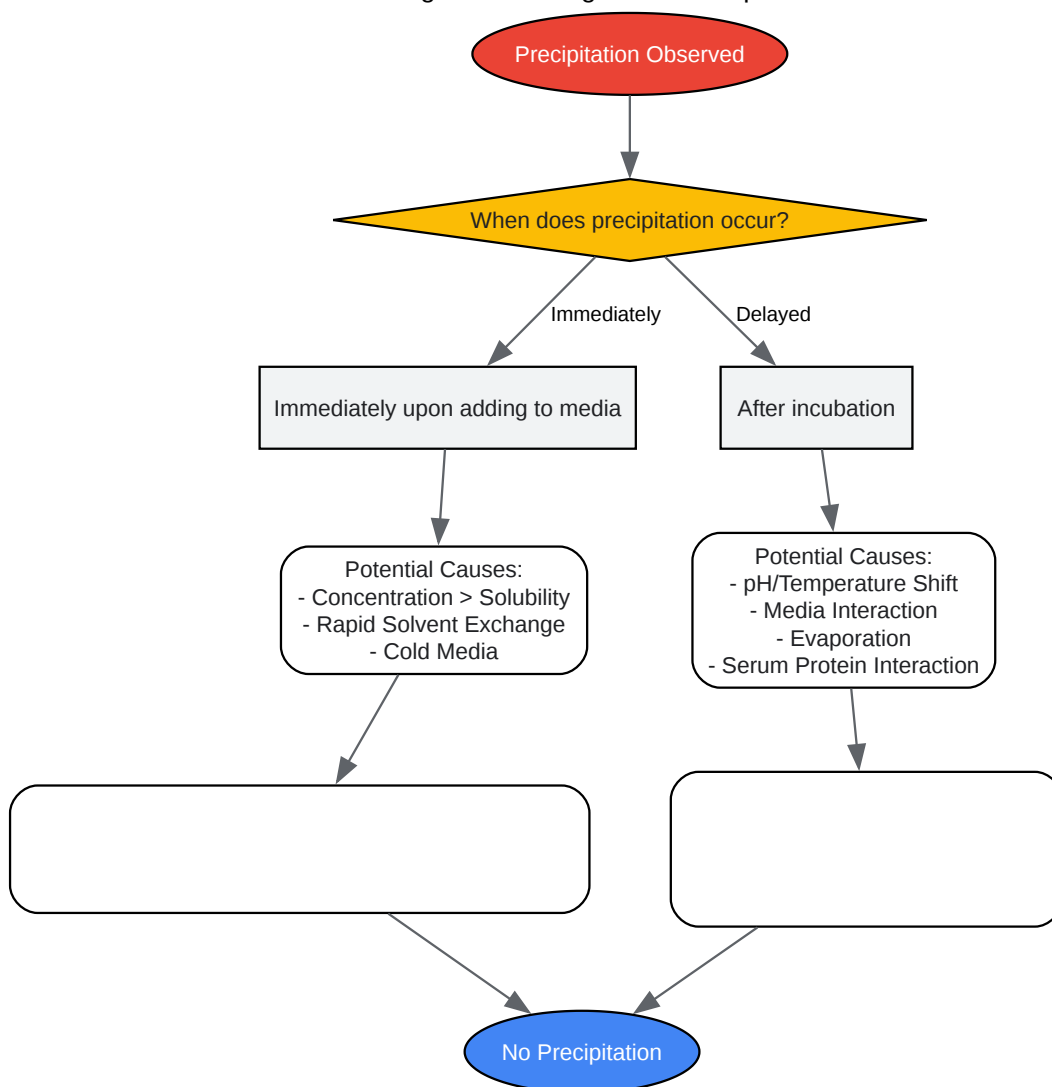 Precipitation Observed
When does precipitation occur?
Immediately
Delayed
Immediately upon adding to media
After incubation
Potential Causes:
- Concentration > Solubility
- Rapid Solvent Exchange
- Cold Media
Potential Causes:
- pH/Temperature Shift
- Media Interaction
- Evaporation
- Serum Protein Interaction
No Precipitation